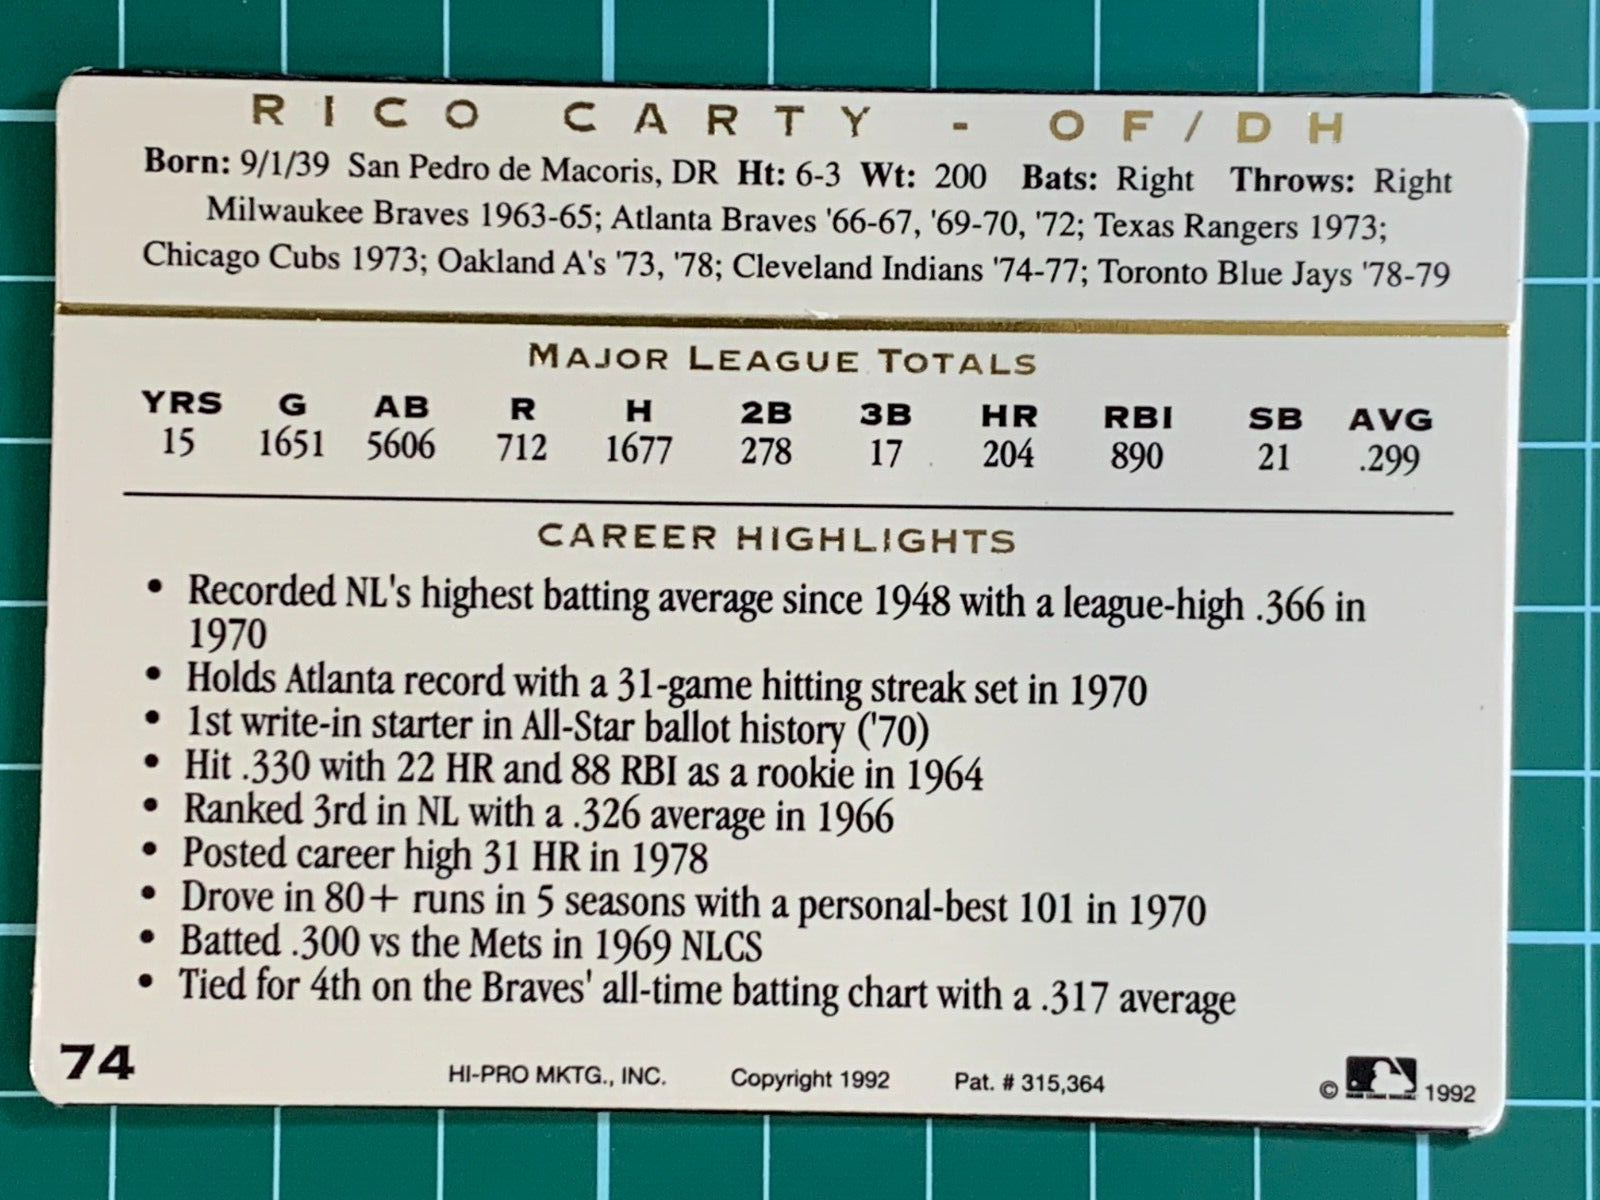 RICO CARTY - OF/DH
Born: 9/1/39 San Pedro de Macoris, DR Ht: 6-3 Wt: 200 Bats: Right Throws: Right
Milwaukee Braves 1963-65; Atlanta Braves '66-67, '69-70, '72; Texas Rangers 1973;
Chicago Cubs 1973; Oakland A's '73, '78; Cleveland Indians '74-77; Toronto Blue Jays '78-79
MAJOR LEAGUE TOTALS
YRS G AB R H 2B 3B HR RBI SB AVG
15 1651 5606 712 1677 278 17 204 890 21 .299
CAREER HIGHLIGHTS
• Recorded NL's highest batting average since 1948 with a league-high .366 in
1970
• Holds Atlanta record with a 31-game hitting streak set in 1970
• 1st write-in starter in All-Star ballot history ('70)
• Hit .330 with 22 HR and 88 RBI as a rookie in 1964
• Ranked 3rd in NL with a .326 average in 1966
• Posted career high 31 HR in 1978
• Drove in 80+ runs in 5 seasons with a personal-best 101 in 1970
• Batted .300 vs the Mets in 1969 NLCS
• Tied for 4th on the Braves' all-time batting chart with a .317 average
74 HI-PRO MKTG., INC. Copyright 1992 Pat. # 315,364 © 1992